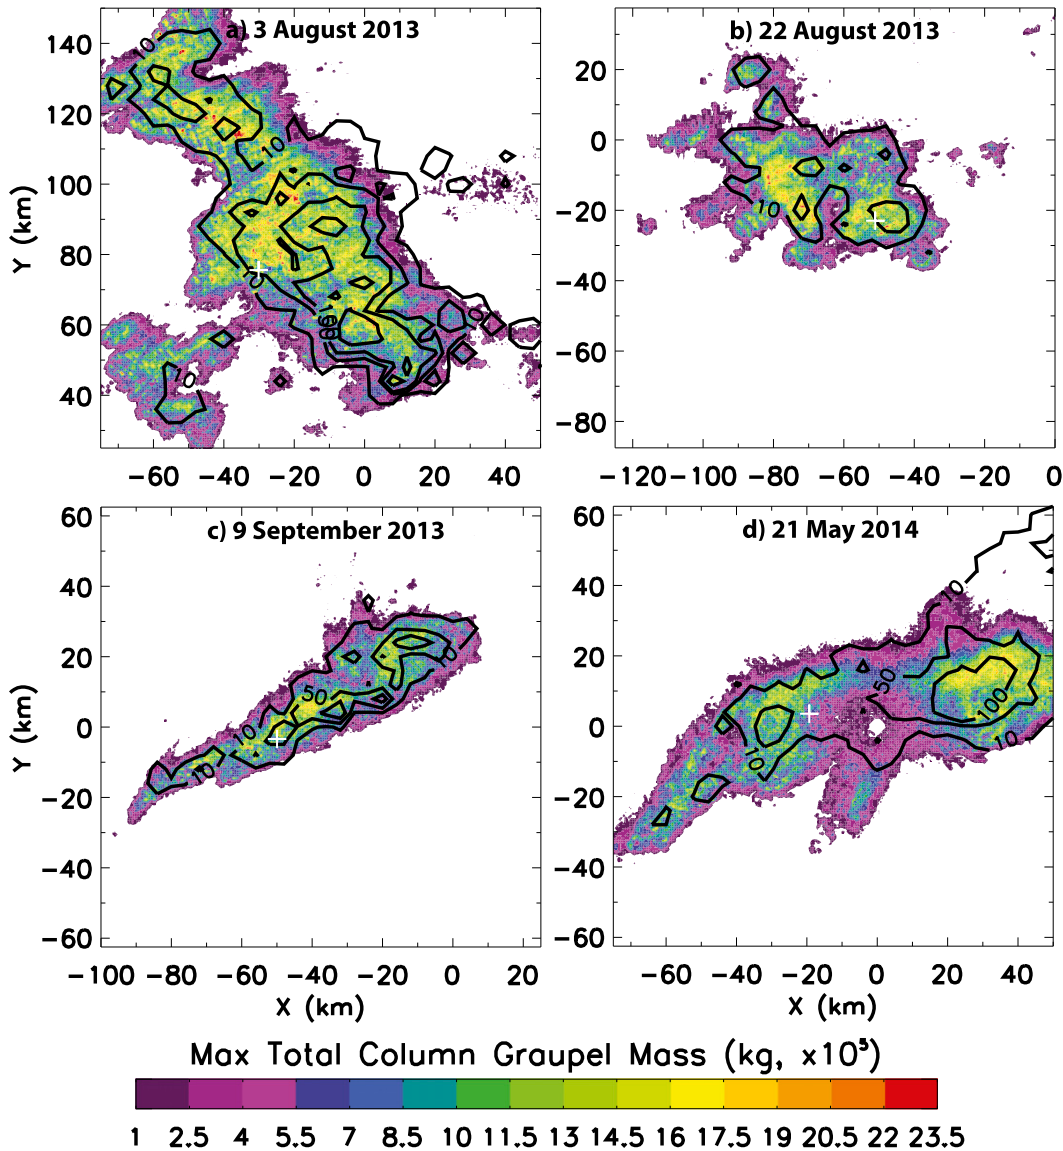 a) 3 August 2013
140
120
100
80
60
40
Y (km)
−60 −40 −20 0 20 40
10
10
10
10
100
b) 22 August 2013
20
0
−20
−40
−60
−80
−120 −100 −80 −60 −40 −20 0
10
c) 9 September 2013
60
40
20
0
−20
−40
−60
Y (km)
−100 −80 −60 −40 −20 0
X (km)
50
10
10
10
d) 21 May 2014
60
40
20
0
−20
−40
−60
−60 −40 −20 0 20 40
X (km)
10
50
100
10
10
Max Total Column Graupel Mass (kg, x10⁵)
1 2.5 4 5.5 7 8.5 10 11.5 13 14.5 16 17.5 19 20.5 22 23.5